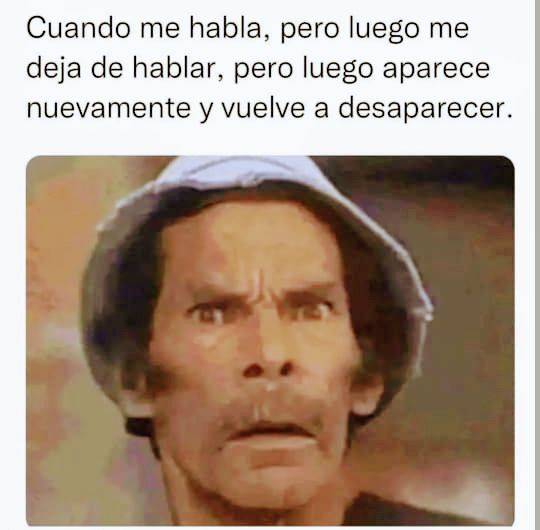 Cuando me habla, pero luego me
deja de hablar, pero luego aparece
nuevamente y vuelve a desaparecer.